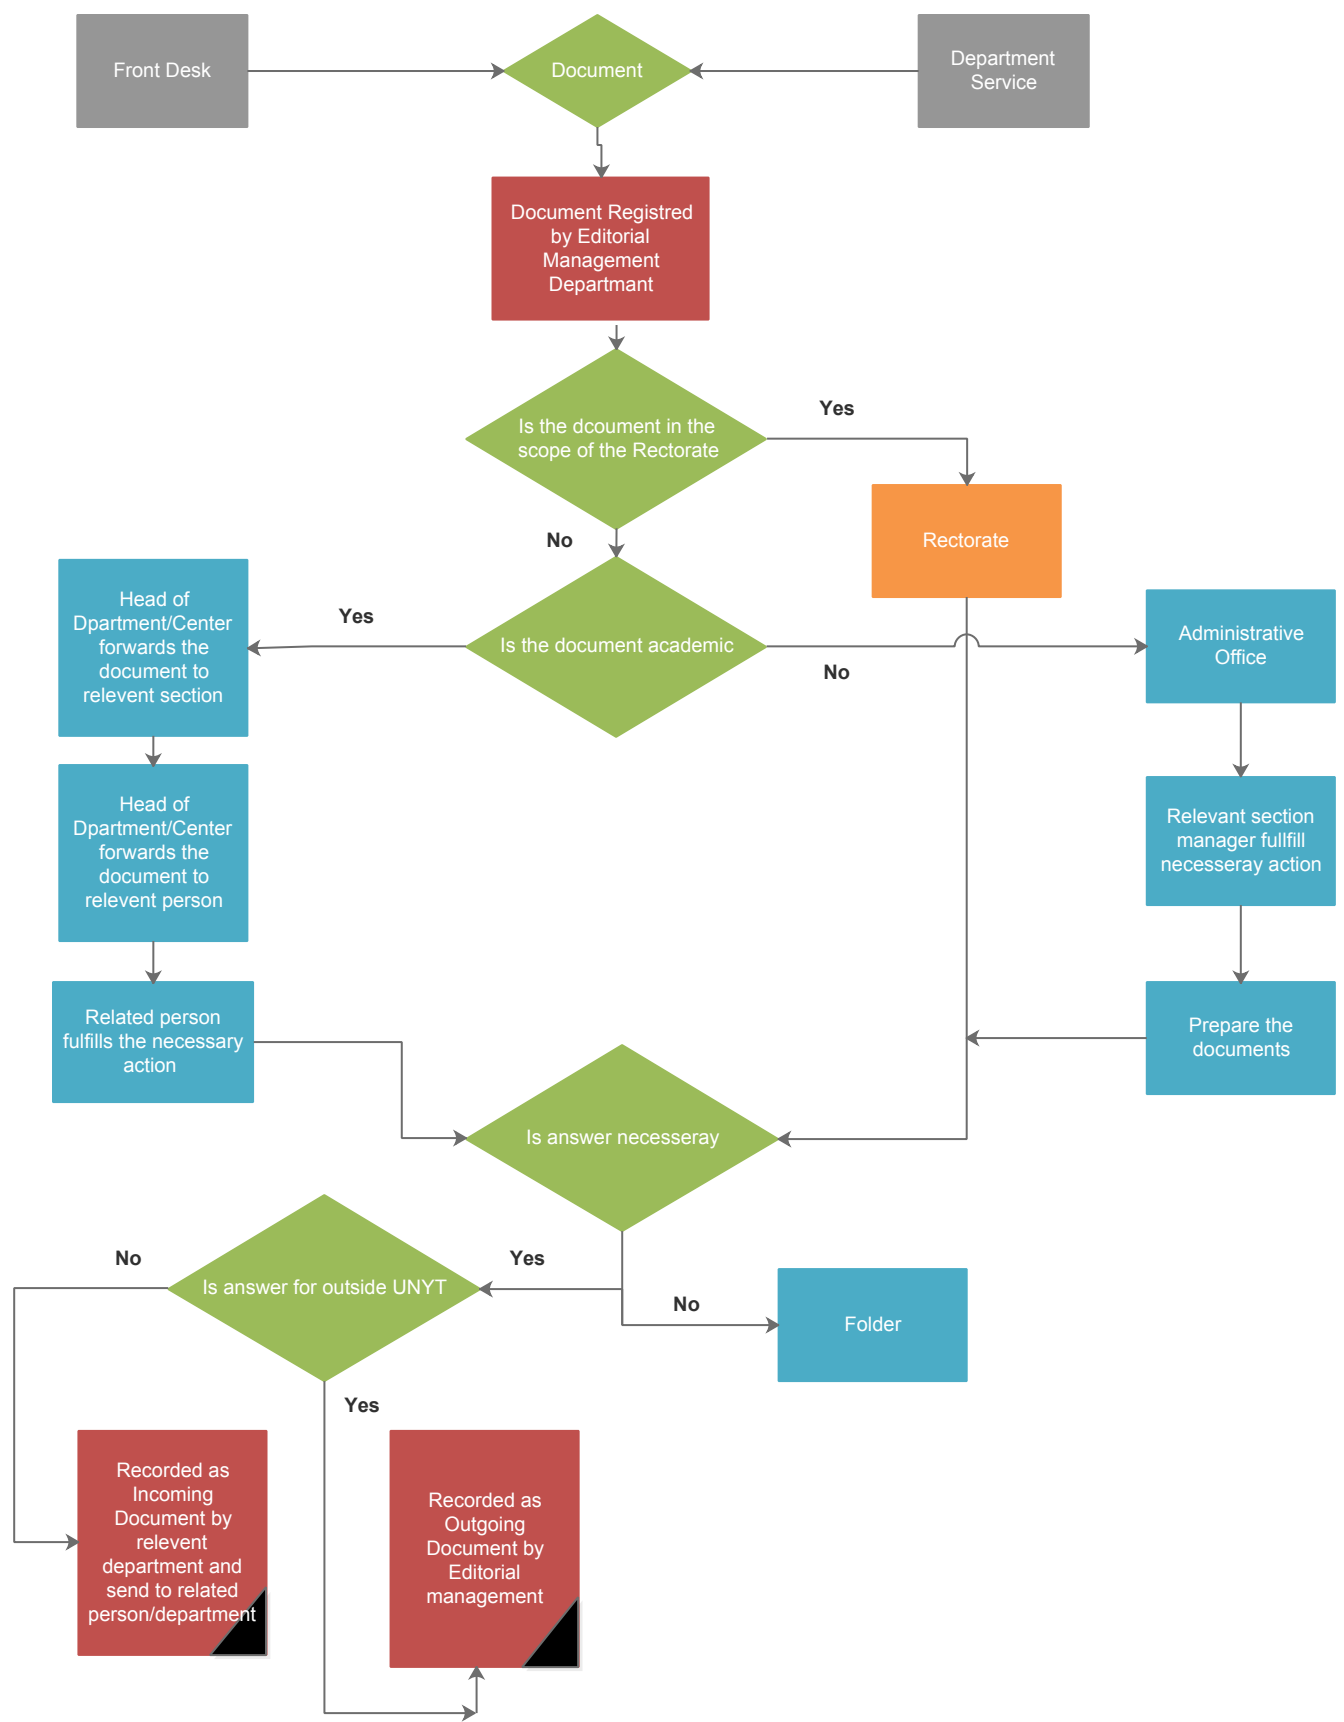 Front Desk
Document
Department
Service
Document Registred
by Editorial
Management
Departmant
Is the dcoument in the
scope of the Rectorate
Yes
No
Rectorate
Head of
Dpartment/Center
forwards the
document to
relevent section
Yes
Is the document academic
No
Administrative
Office
Head of
Dpartment/Center
forwards the
document to
relevent person
Relevant section
manager fullfill
necesseray action
Related person
fulfills the necessary
action
Prepare the
documents
Is answer necesseray
No
Is answer for outside UNYT
Yes
No
Folder
Yes
Recorded as
Incoming
Document by
relevent
department and
send to related
person/department
Recorded as
Outgoing
Document by
Editorial
management